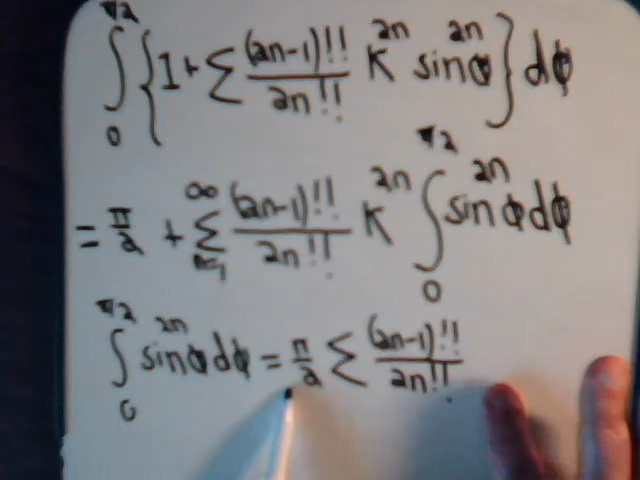 ∫₀^{π/2} { 1 + Σ (2n-1)!!/2n!! K^{2n} sin^{2n}φ } dφ
= π/2 + Σ_{n=1}^{∞} (2n-1)!!/2n!! K^{2n} ∫₀^{π/2} sin^{2n}φ dφ
∫₀^{π/2} sin^{2n}φ dφ = π/2 Σ (2n-1)!!/2n!!